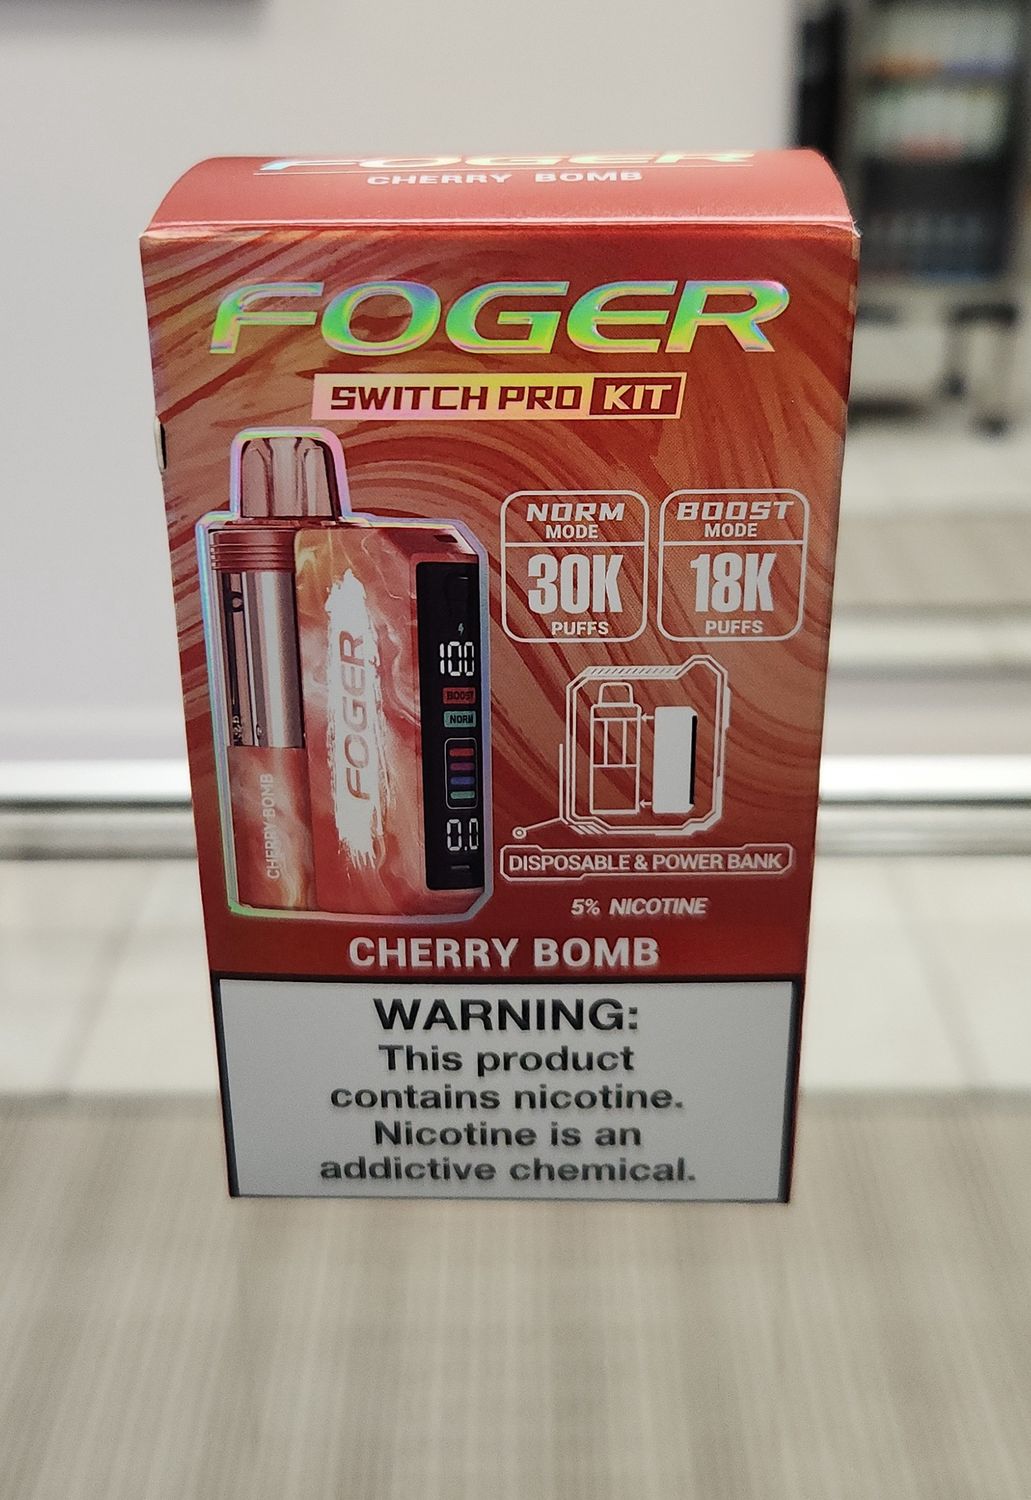 FOGER
CHERRY BOMB
FOGER
SWITCH PRO KIT
NORM
MODE
30K
PUFFS
BOOST
MODE
18K
PUFFS
100
BOOST
NORM
0.0
FOGER
CHERRY BOMB
DISPOSABLE & POWER BANK
5% NICOTINE
CHERRY BOMB
WARNING:
This product
contains nicotine.
Nicotine is an
addictive chemical.